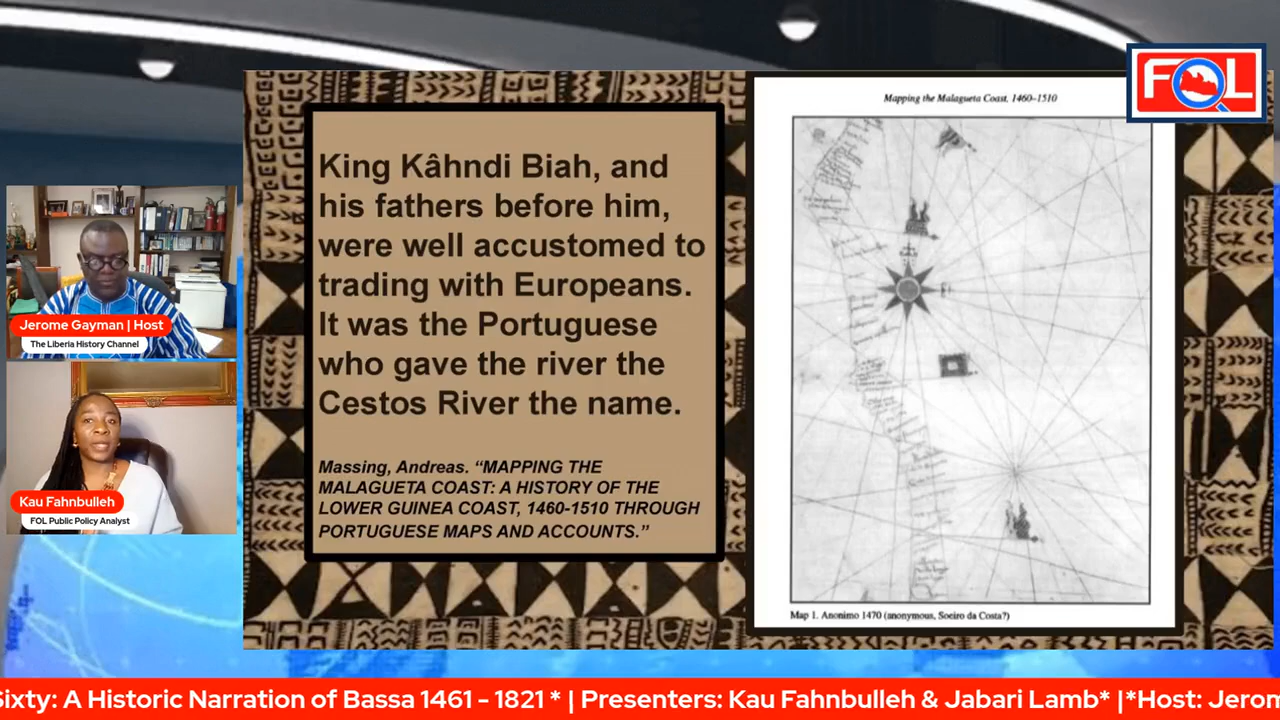 FOL
Mapping the Malagueta Coast, 1460–1510
King Kâhndi Biah, and
his fathers before him,
were well accustomed to
trading with Europeans.
It was the Portuguese
who gave the river the
Cestos River the name.
Massing, Andreas. “MAPPING THE
MALAGUETA COAST: A HISTORY OF THE
LOWER GUINEA COAST, 1460-1510 THROUGH
PORTUGUESE MAPS AND ACCOUNTS.”
Map 1. Anonimo 1470 (anonymous, Soeiro da Costa?)
Jerome Gayman | Host
The Liberia History Channel
Kau Fahnbulleh
FOL Public Policy Analyst
Sixty: A Historic Narration of Bassa 1461 - 1821 * | Presenters: Kau Fahnbulleh & Jabari Lamb* |*Host: Jerom